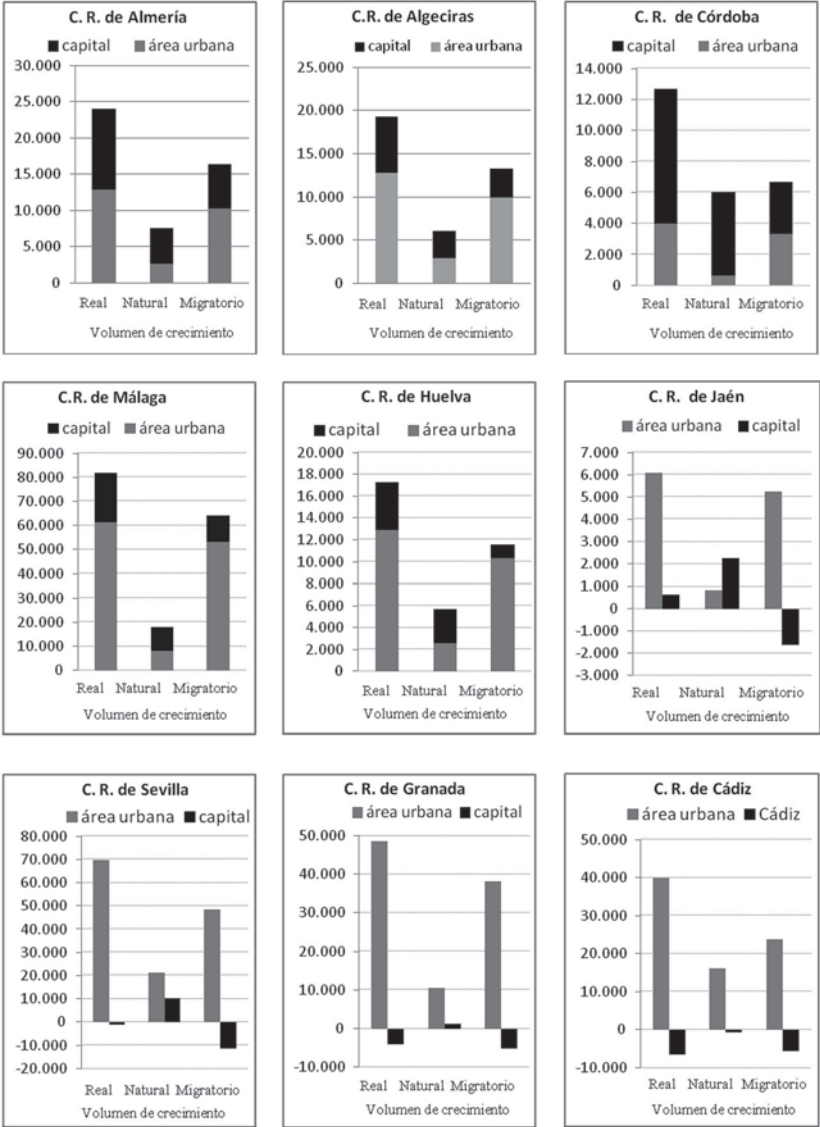 C. R. de Almería
capital área urbana
30.000
25.000
20.000
15.000
10.000
5.000
0
Real Natural Migratorio
Volumen de crecimiento
C. R. de Algeciras
capital área urbana
25.000
20.000
15.000
10.000
5.000
0
Real Natural Migratorio
Volumen de crecimiento
C. R. de Córdoba
capital área urbana
14.000
12.000
10.000
8.000
6.000
4.000
2.000
0
Real Natural Migratorio
Volumen de crecimiento
C. R. de Málaga
capital área urbana
90.000
80.000
70.000
60.000
50.000
40.000
30.000
20.000
10.000
0
Real Natural Migratorio
Volumen de crecimiento
C. R. de Huelva
capital área urbana
20.000
18.000
16.000
14.000
12.000
10.000
8.000
6.000
4.000
2.000
0
Real Natural Migratorio
Volumen de crecimiento
C. R. de Jaén
área urbana capital
7.000
6.000
5.000
4.000
3.000
2.000
1.000
0
-1.000
-2.000
-3.000
Real Natural Migratorio
Volumen de crecimiento
C. R. de Sevilla
área urbana capital
80.000
70.000
60.000
50.000
40.000
30.000
20.000
10.000
0
-10.000
-20.000
Real Natural Migratorio
Volumen de crecimiento
C. R. de Granada
área urbana capital
50.000
40.000
30.000
20.000
10.000
0
-10.000
Real Natural Migratorio
Volumen de crecimiento
C. R. de Cádiz
área urbana Cádiz
50.000
40.000
30.000
20.000
10.000
0
-10.000
Real Natural Migratorio
Volumen de crecimiento